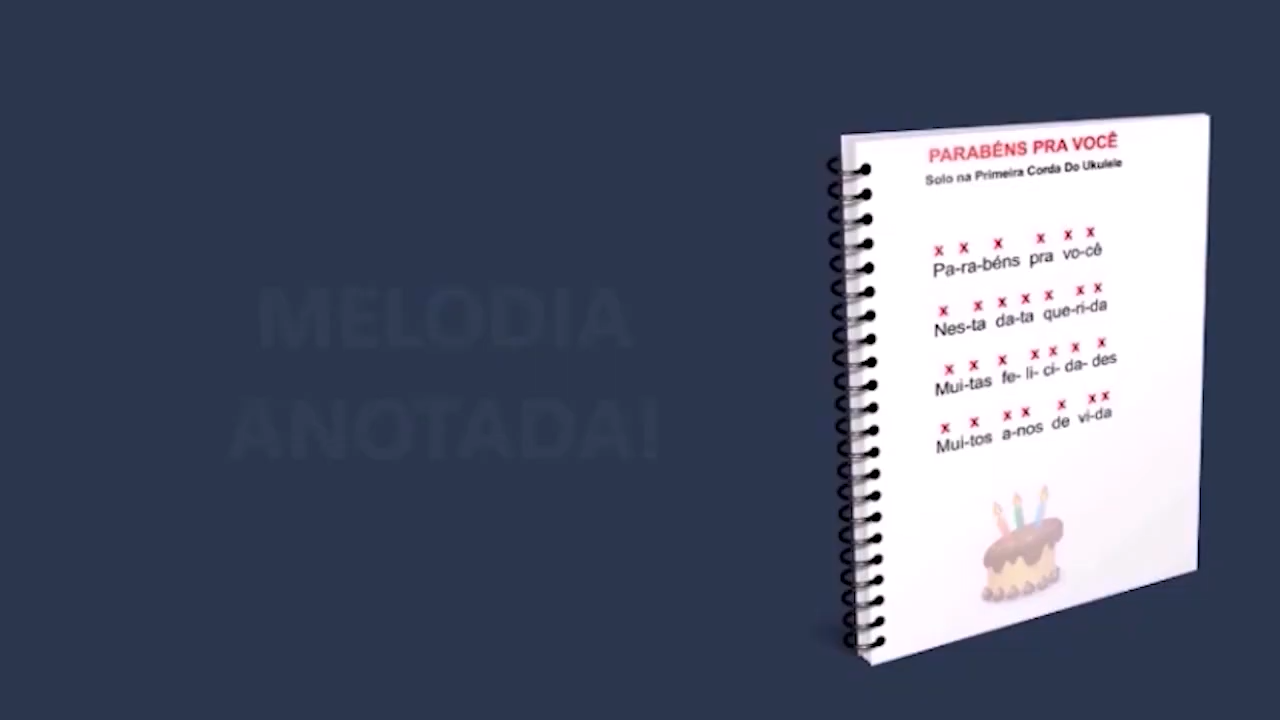 MELODIA
ANOTADA!
PARABÉNS PRA VOCÊ
Solo na Primeira Corda Do Ukulele
x x x x x x
Pa-ra-béns pra vo-cê
x x x x x x x
Nes-ta da-ta que-ri-da
x x x x x x x
Mui-tas fe- li- ci- da- des
x x x x x x x
Mui-tos a-nos de vi-da